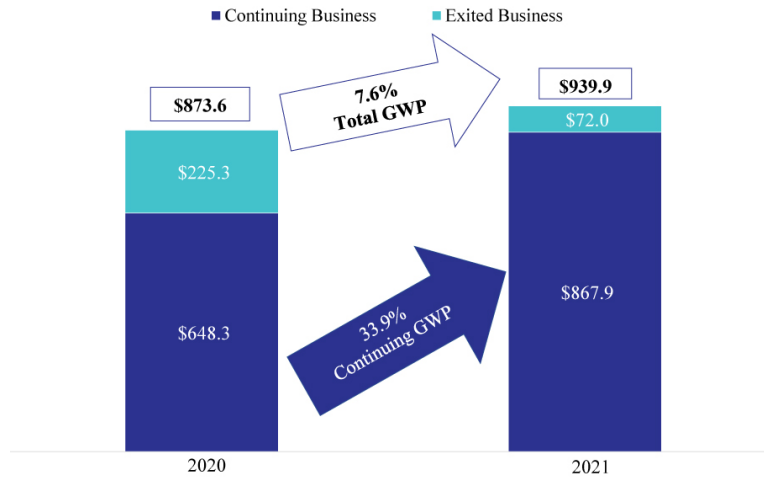 Continuing Business
Exited Business
$873.6
7.6%
Total GWP
$939.9
$72.0
$225.3
$867.9
33.9%
Continuing GWP
$648.3
2020
2021